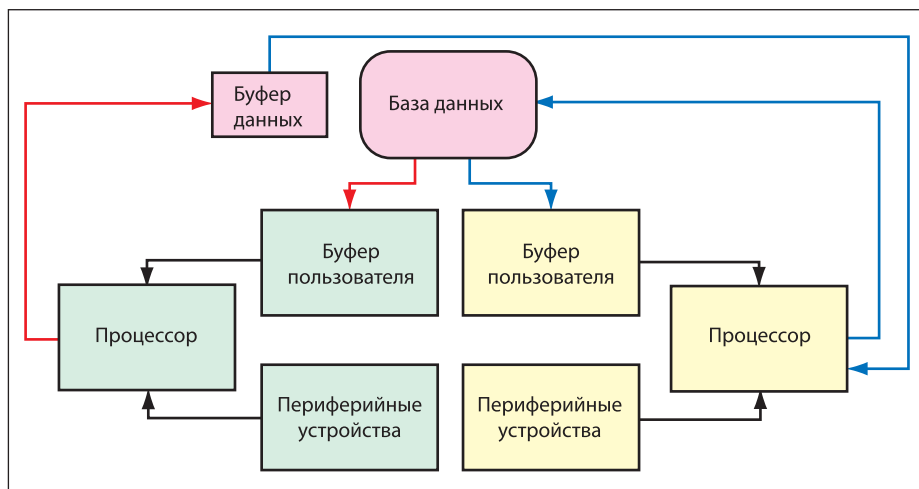 Буфер
данных
База данных
Буфер
пользователя
Буфер
пользователя
Процессор
Процессор
Периферийные
устройства
Периферийные
устройства